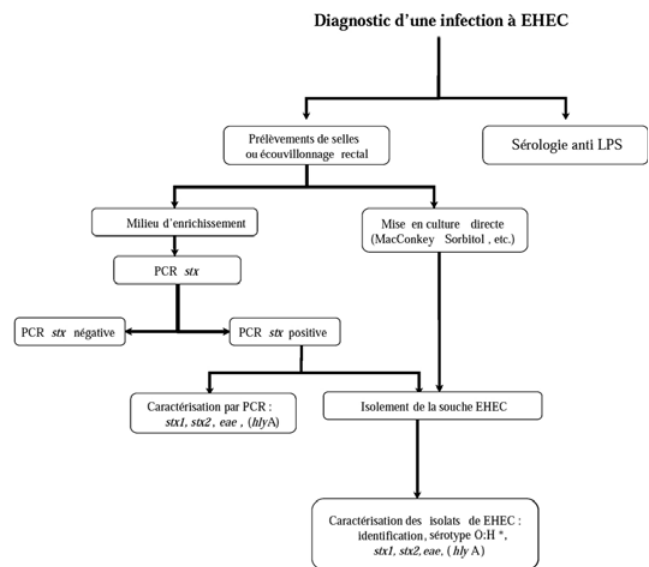 Diagnostic d’une infection à EHEC
Prélèvements de selles
ou écouvillonnage rectal
Sérologie anti LPS
Milieu d’enrichissement
Mise en culture directe
(MacConkey Sorbitol , etc.)
PCR stx
PCR stx négative
PCR stx positive
Caractérisation par PCR :
stx1, stx2 , eae , (hlyA)
Isolement de la souche EHEC
Caractérisation des isolats de EHEC :
identification, sérotype O:H *,
stx1, stx2, eae, ( hly A)